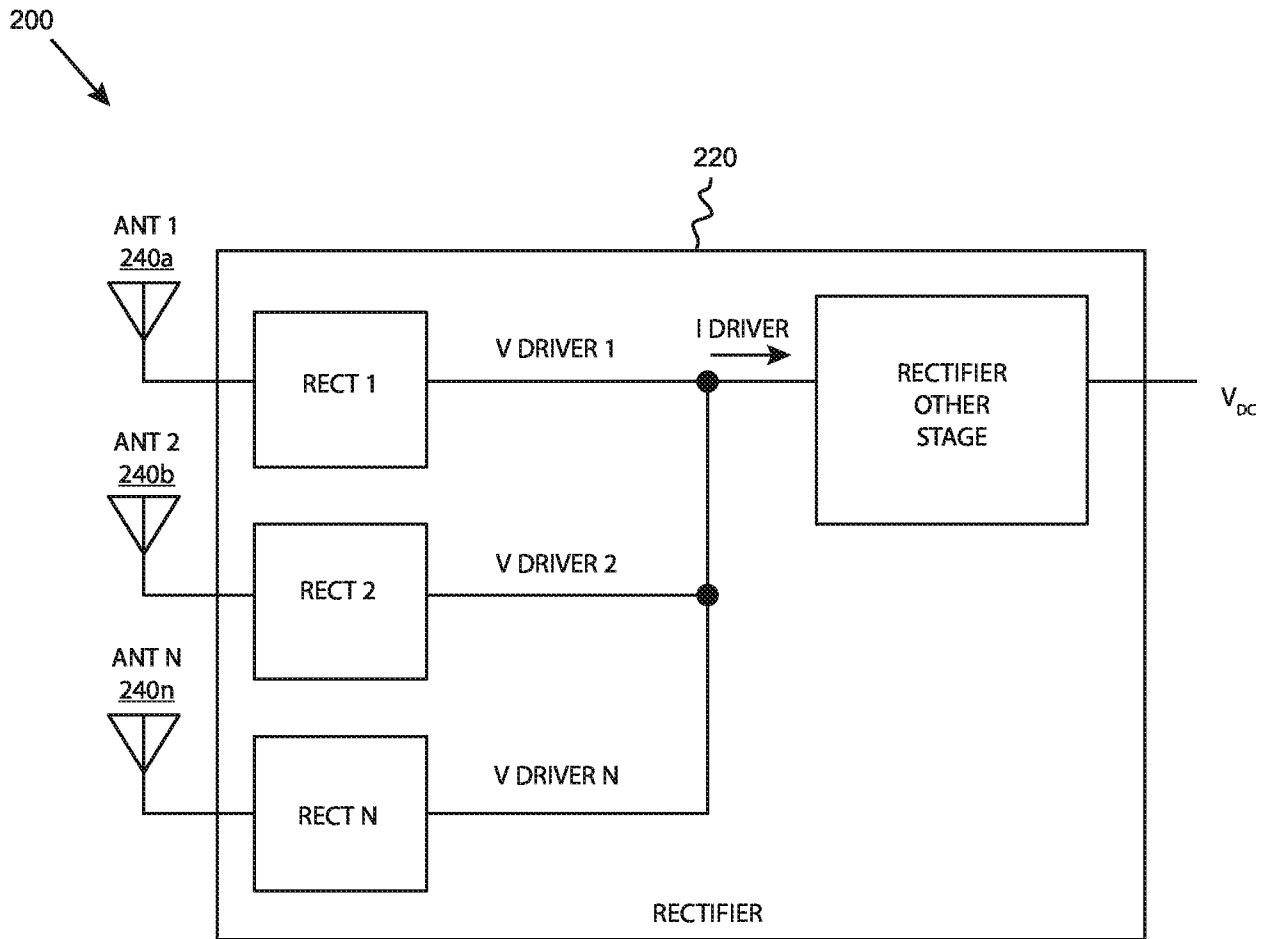 200
220
ANT 1
240a
RECT 1
V DRIVER 1
I DRIVER
RECTIFIER
OTHER
STAGE
VDC
ANT 2
240b
RECT 2
V DRIVER 2
ANT N
240n
RECT N
V DRIVER N
RECTIFIER